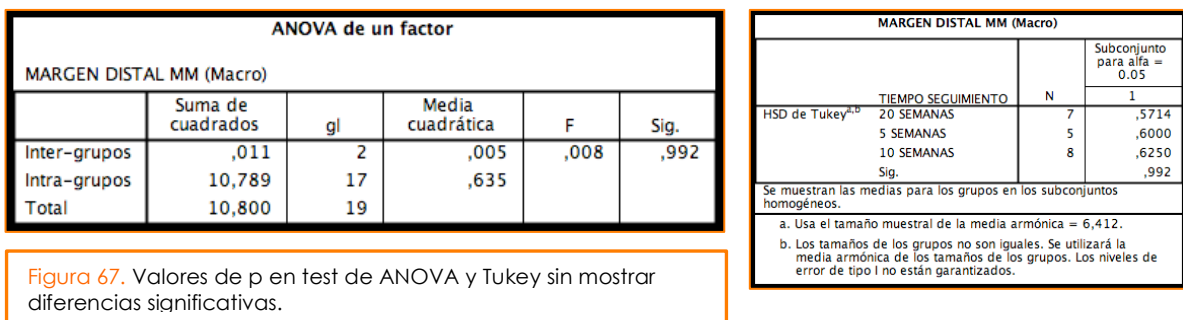 ANOVA de un factor
MARGEN DISTAL MM (Macro)
Suma de cuadrados gl Media cuadrática F Sig.
Inter-grupos ,011 2 ,005 ,008 ,992
Intra-grupos 10,789 17 ,635
Total 10,800 19
Figura 67. Valores de p en test de ANOVA y Tukey sin mostrar
diferencias significativas.
MARGEN DISTAL MM (Macro)
Subconjunto
para alfa =
0.05
TIEMPO SEGUIMIENTO N 1
HSD de Tukeya,b 20 SEMANAS 7 ,5714
5 SEMANAS 5 ,6000
10 SEMANAS 8 ,6250
Sig. ,992
Se muestran las medias para los grupos en los subconjuntos
homogéneos.
a. Usa el tamaño muestral de la media armónica = 6,412.
b. Los tamaños de los grupos no son iguales. Se utilizará la
media armónica de los tamaños de los grupos. Los niveles de
error de tipo I no están garantizados.